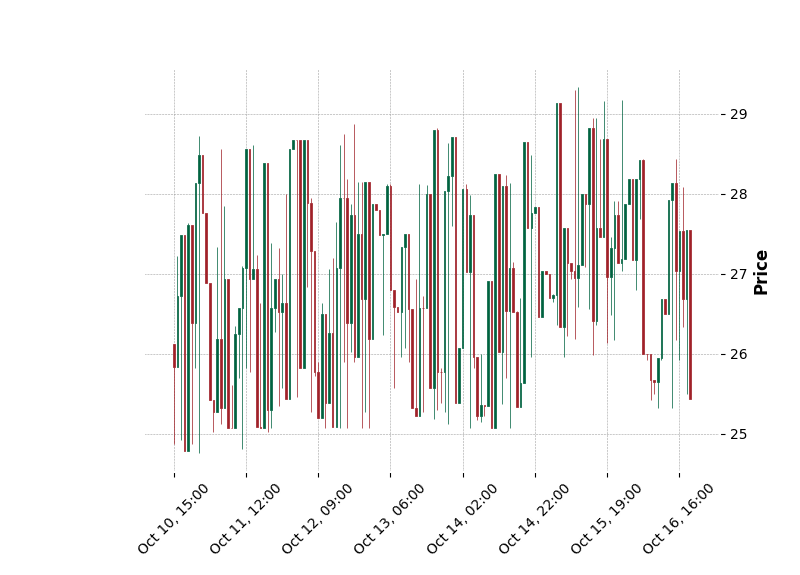 29
28
27
26
25
Price
Oct 10, 15:00
Oct 11, 12:00
Oct 12, 09:00
Oct 13, 06:00
Oct 14, 02:00
Oct 14, 22:00
Oct 15, 19:00
Oct 16, 16:00